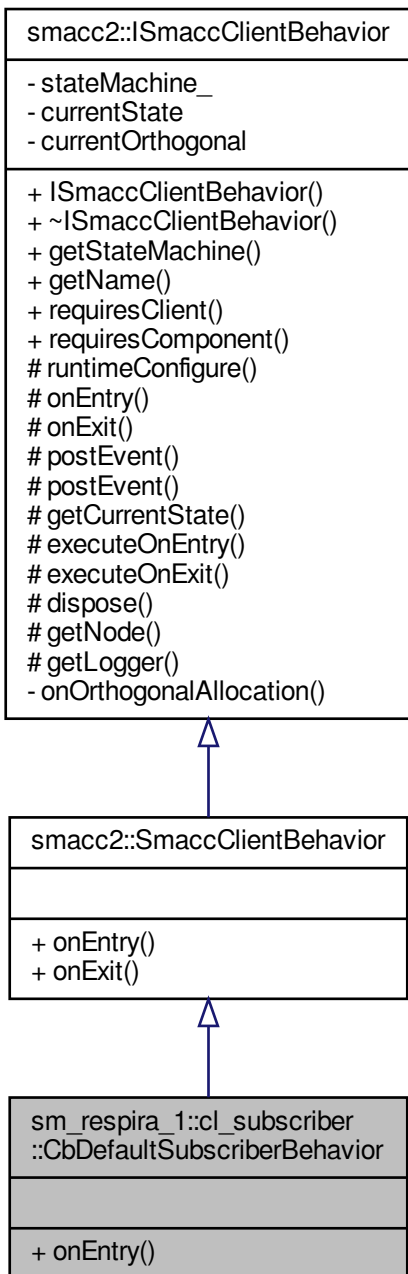 smacc2::ISmaccClientBehavior
- stateMachine_
- currentState
- currentOrthogonal
+ ISmaccClientBehavior()
+ ~ISmaccClientBehavior()
+ getStateMachine()
+ getName()
+ requiresClient()
+ requiresComponent()
# runtimeConfigure()
# onEntry()
# onExit()
# postEvent()
# postEvent()
# getCurrentState()
# executeOnEntry()
# executeOnExit()
# dispose()
# getNode()
# getLogger()
- onOrthogonalAllocation()
smacc2::SmaccClientBehavior
+ onEntry()
+ onExit()
sm_respira_1::cl_subscriber
::CbDefaultSubscriberBehavior
+ onEntry()